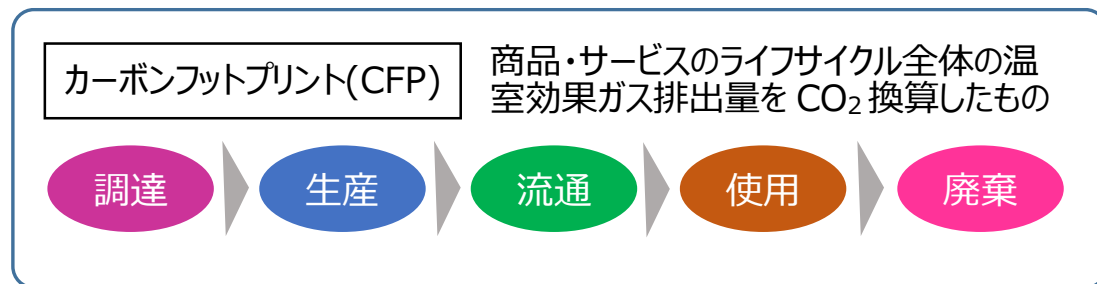 カーボンフットプリント(CFP)
商品・サービスのライフサイクル全体の温
室効果ガス排出量を CO₂ 換算したもの
調達
生産
流通
使用
廃棄